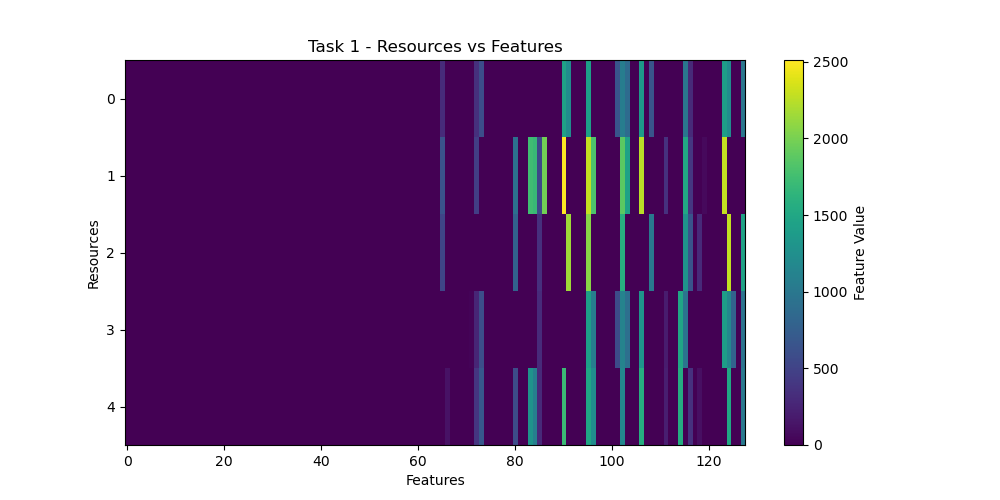 Task 1 - Resources vs Features
Resources
0
1
2
3
4
0 20 40 60 80 100 120
Features
2500
2000
1500
1000
500
0
Feature Value